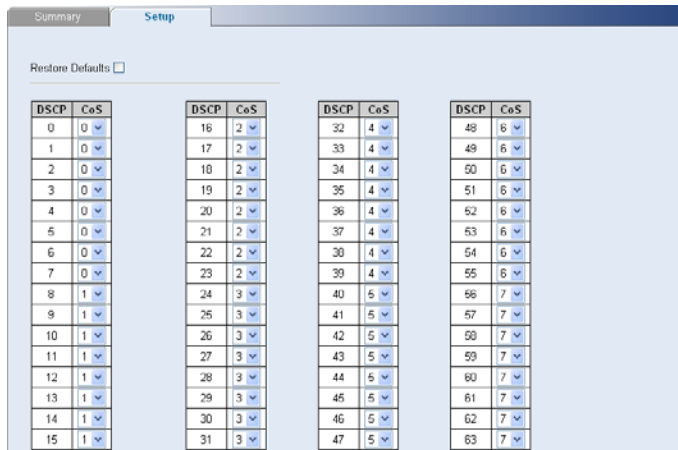 Summary Setup
Restore Defaults
DSCP CoS DSCP CoS DSCP CoS DSCP CoS
0 0 16 2 32 4 48 6
1 0 17 2 33 4 49 6
2 0 18 2 34 4 50 6
3 0 19 2 35 4 51 6
4 0 20 2 36 4 52 6
5 0 21 2 37 4 53 6
6 0 22 2 38 4 54 6
7 0 23 2 39 4 55 6
8 1 24 3 40 5 56 7
9 1 25 3 41 5 57 7
10 1 26 3 42 5 58 7
11 1 27 3 43 5 59 7
12 1 28 3 44 5 60 7
13 1 29 3 45 5 61 7
14 1 30 3 46 5 62 7
15 1 31 3 47 5 63 7